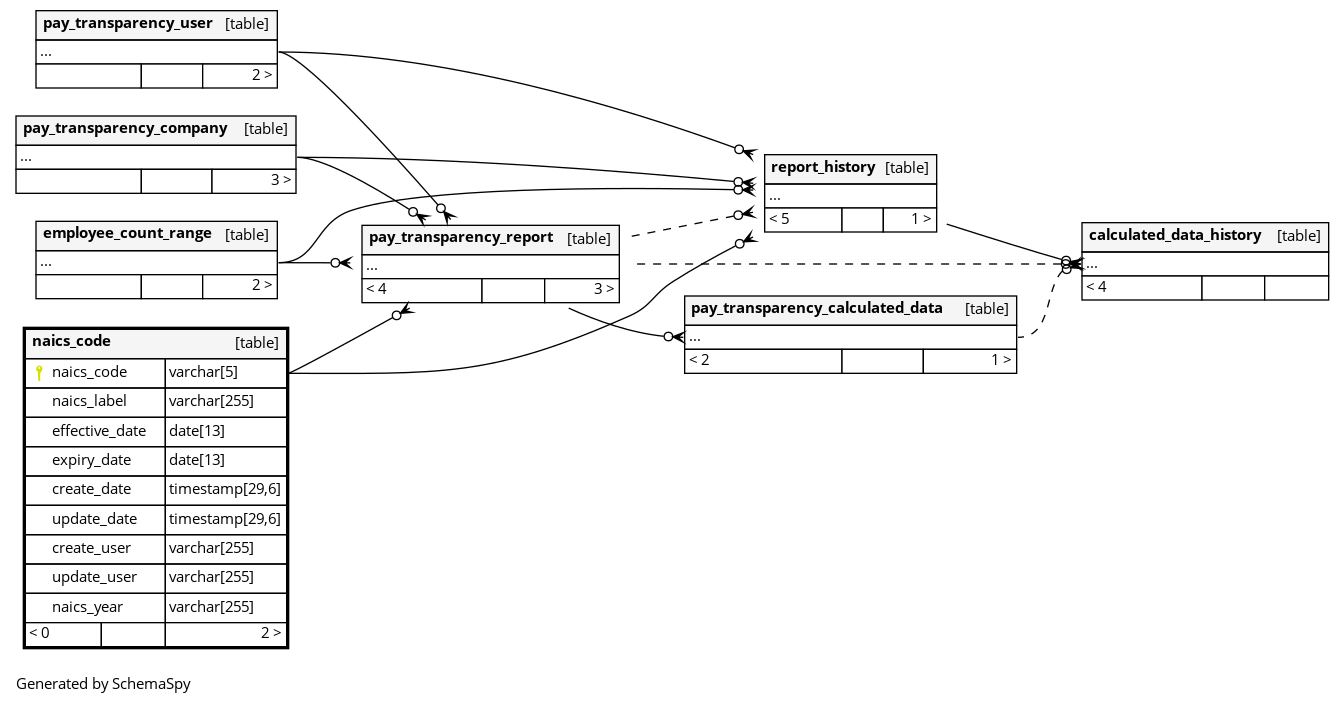 pay_transparency_user [table]
...
2 >
pay_transparency_company [table]
...
3 >
employee_count_range [table]
...
2 >
naics_code [table]
naics_code varchar[5]
naics_label varchar[255]
effective_date date[13]
expiry_date date[13]
create_date timestamp[29,6]
update_date timestamp[29,6]
create_user varchar[255]
update_user varchar[255]
naics_year varchar[255]
< 0 2 >
pay_transparency_report [table]
...
< 4 3 >
report_history [table]
...
< 5 1 >
pay_transparency_calculated_data [table]
...
< 2 1 >
calculated_data_history [table]
...
< 4
Generated by SchemaSpy